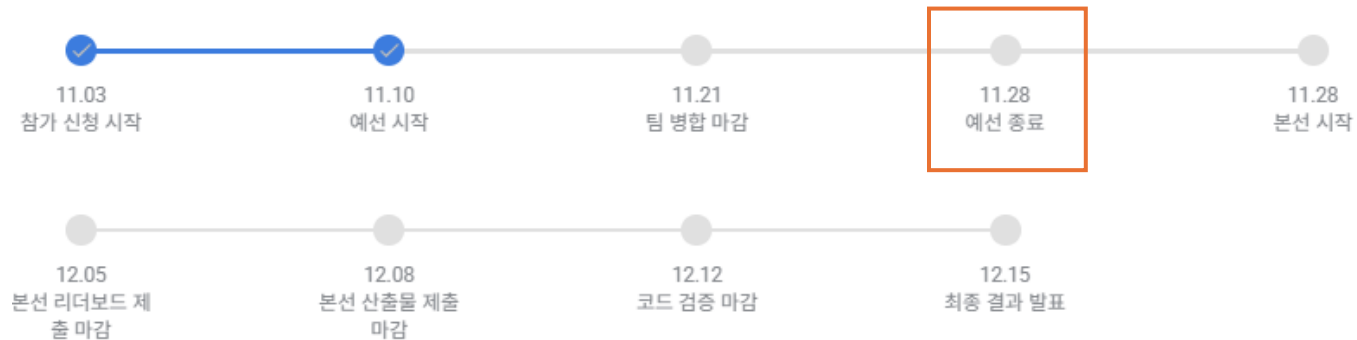 11.03
참가 신청 시작
11.10
예선 시작
11.21
팀 병합 마감
11.28
예선 종료
11.28
본선 시작
12.05
본선 리더보드 제
출 마감
12.08
본선 산출물 제출
마감
12.12
코드 검증 마감
12.15
최종 결과 발표